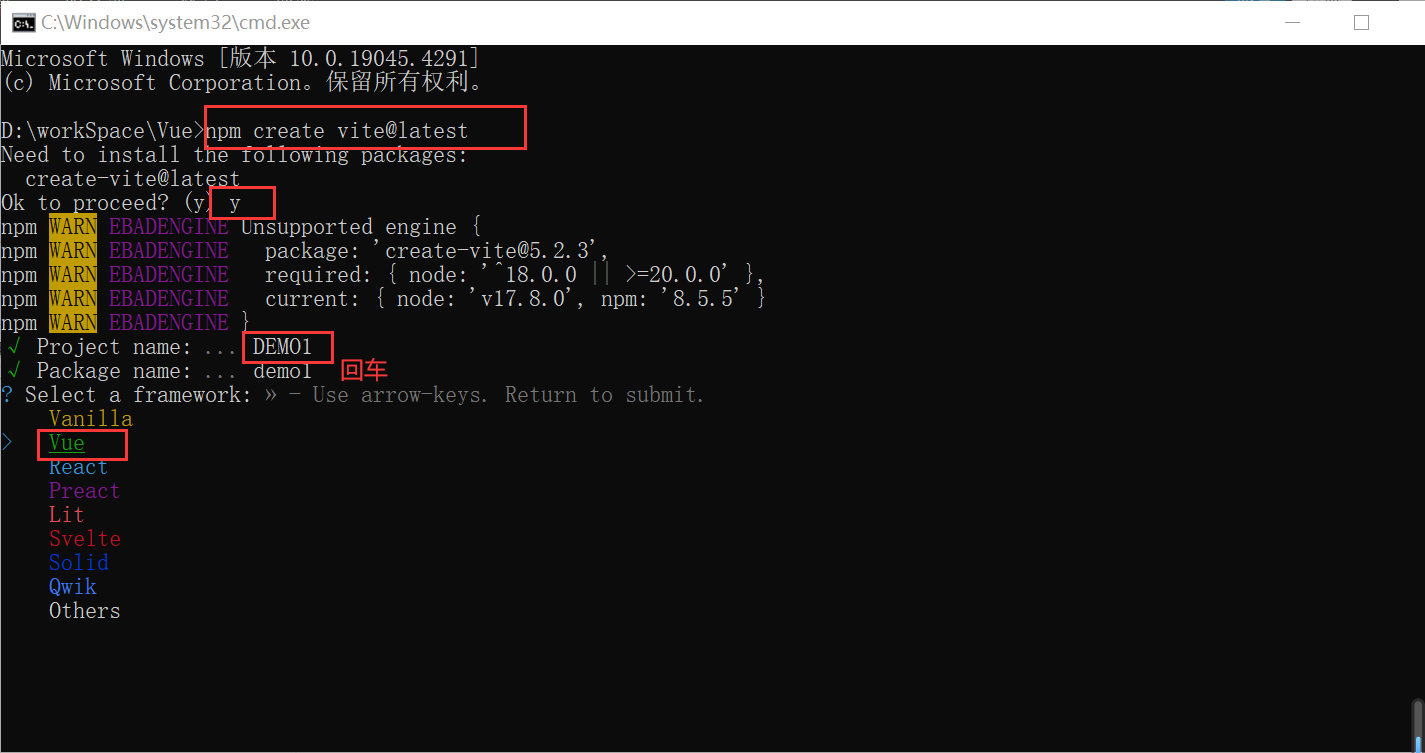 C:\Windows\system32\cmd.exe
Microsoft Windows [版本 10.0.19045.4291]
(c) Microsoft Corporation。保留所有权利。
D:\workSpace\Vue>npm create vite@latest
Need to install the following packages:
  create-vite@latest
Ok to proceed? (y) y
npm WARN EBADENGINE Unsupported engine {
npm WARN EBADENGINE   package: 'create-vite@5.2.3',
npm WARN EBADENGINE   required: { node: '^18.0.0 || >=20.0.0' },
npm WARN EBADENGINE   current: { node: 'v17.8.0', npm: '8.5.5' }
npm WARN EBADENGINE }
√ Project name: ... DEMO1
√ Package name: ... demo1 回车
? Select a framework: » - Use arrow-keys. Return to submit.
    Vanilla
>   Vue
    React
    Preact
    Lit
    Svelte
    Solid
    Qwik
    Others